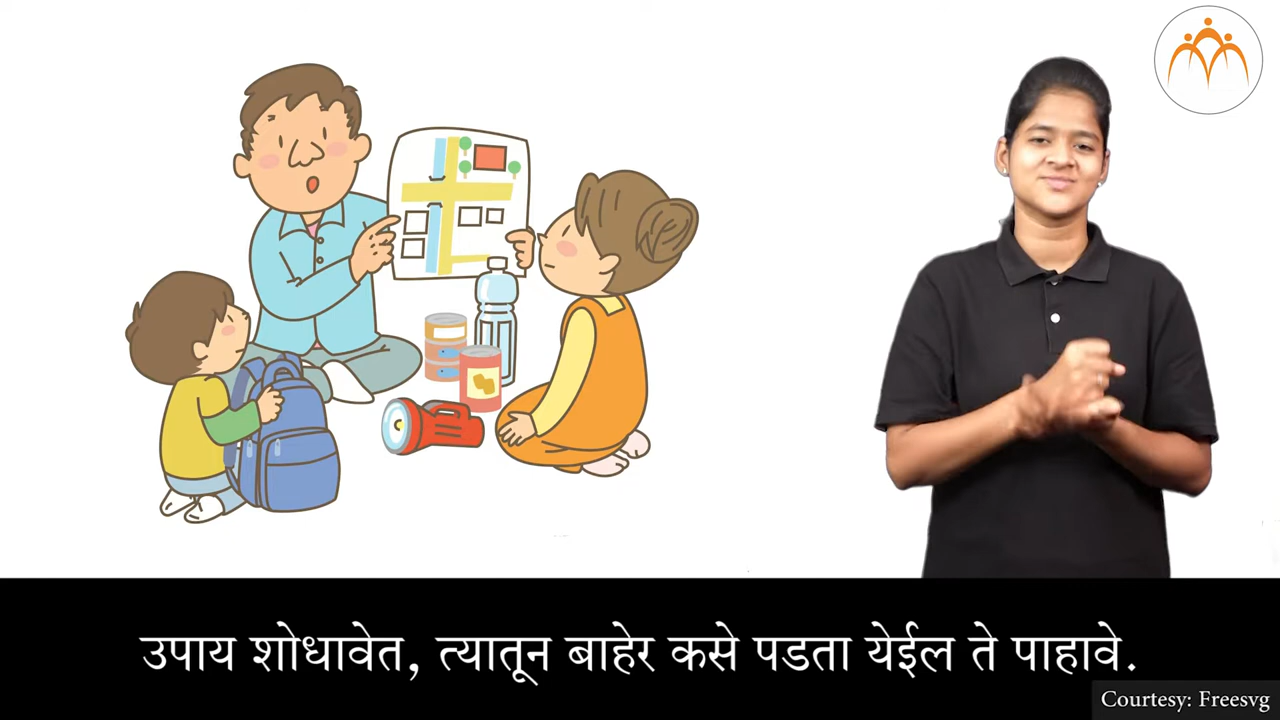 उपाय शोधावेत, त्यातून बाहेर कसे पडता येईल ते पाहावे.
Courtesy: Freesvg